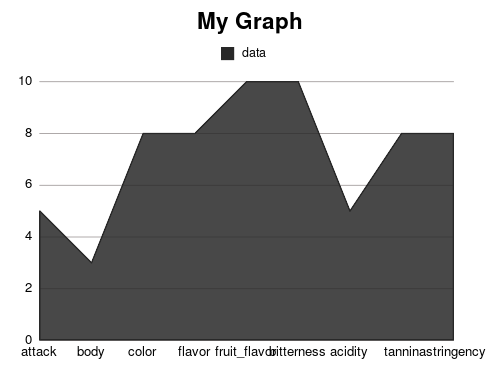 My Graph
data
10
8
6
4
2
0
attack body color flavor fruit_flavor bitterness acidity tannin astringency